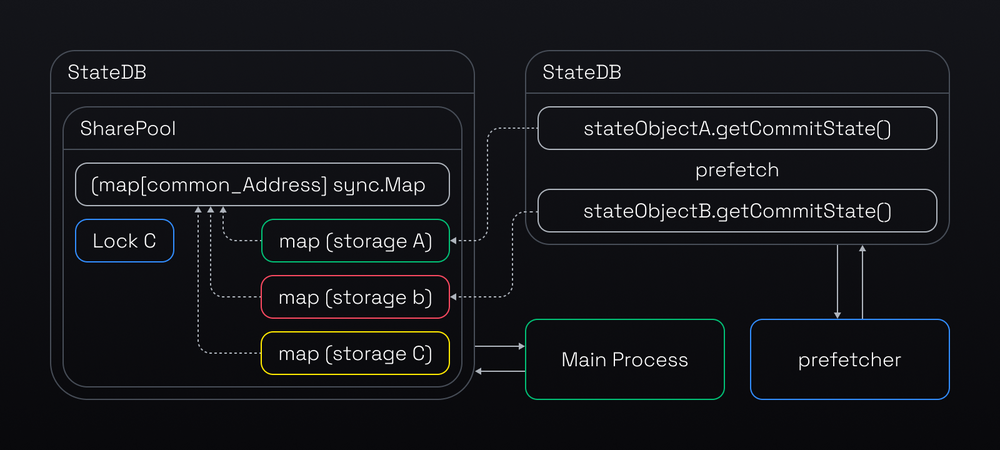 StateDB
SharePool
(map[common_Address] sync.Map
Lock C
map (storage A)
map (storage b)
map (storage C)
StateDB
stateObjectA.getCommitState()
prefetch
stateObjectB.getCommitState()
Main Process
prefetcher